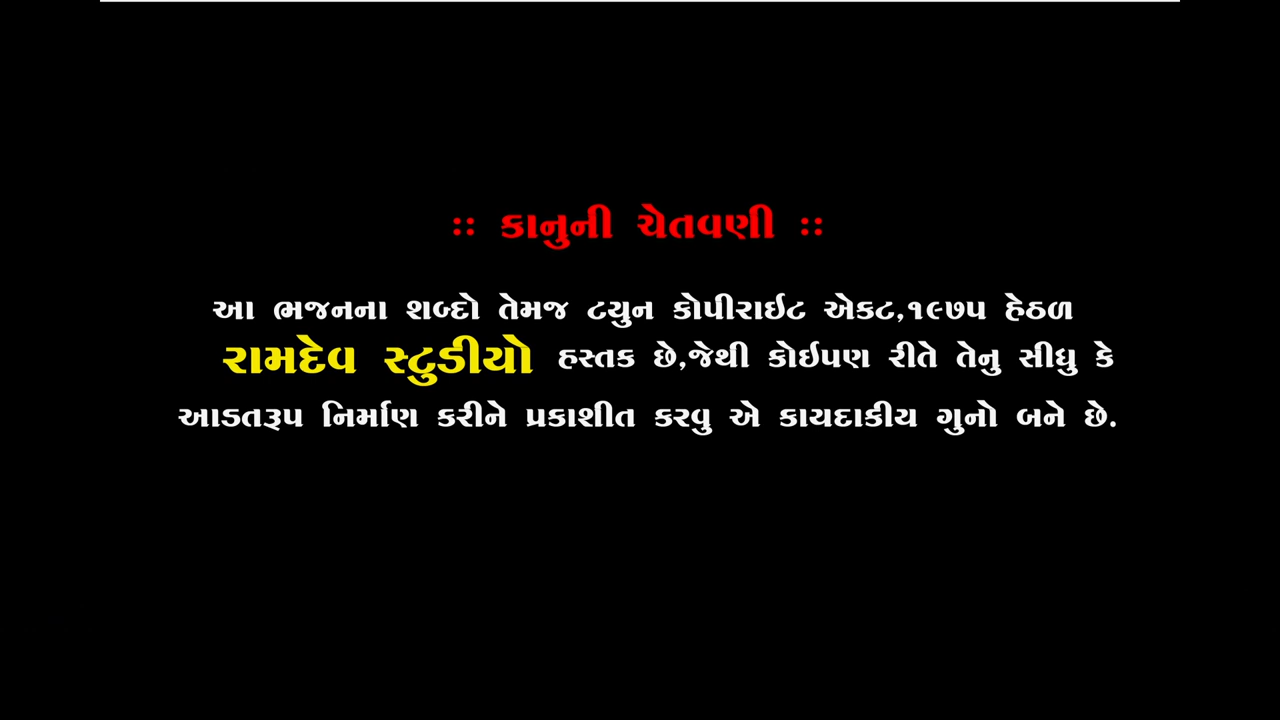 :: કાનુની ચેતવણી ::
આ ભજનના શબ્દો તેમજ ટયુન કોપીરાઈટ એકટ,૧૯૭૫ હેઠળ
રામદેવ સ્ટુડીયો હસ્તક છે,જેથી કોઈપણ રીતે તેનુ સીધુ કે
આડતરૂપ નિર્માણ કરીને પ્રકાશીત કરવુ એ કાયદાકીય ગુનો બને છે.